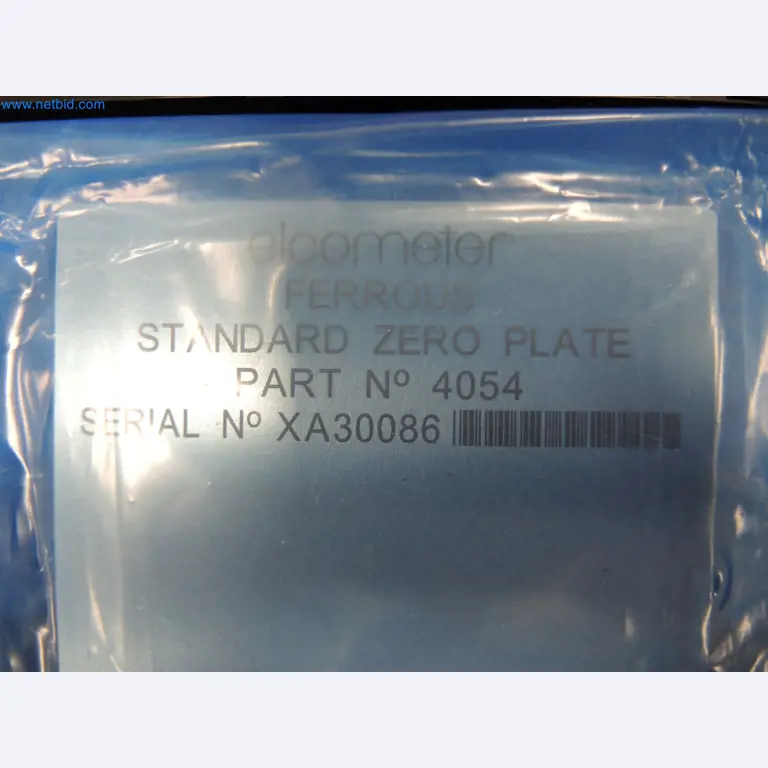 www.netbid.com
elcometer
FERROUS
STANDARD ZERO PLATE
PART Nº 4054
SERIAL Nº XA30086